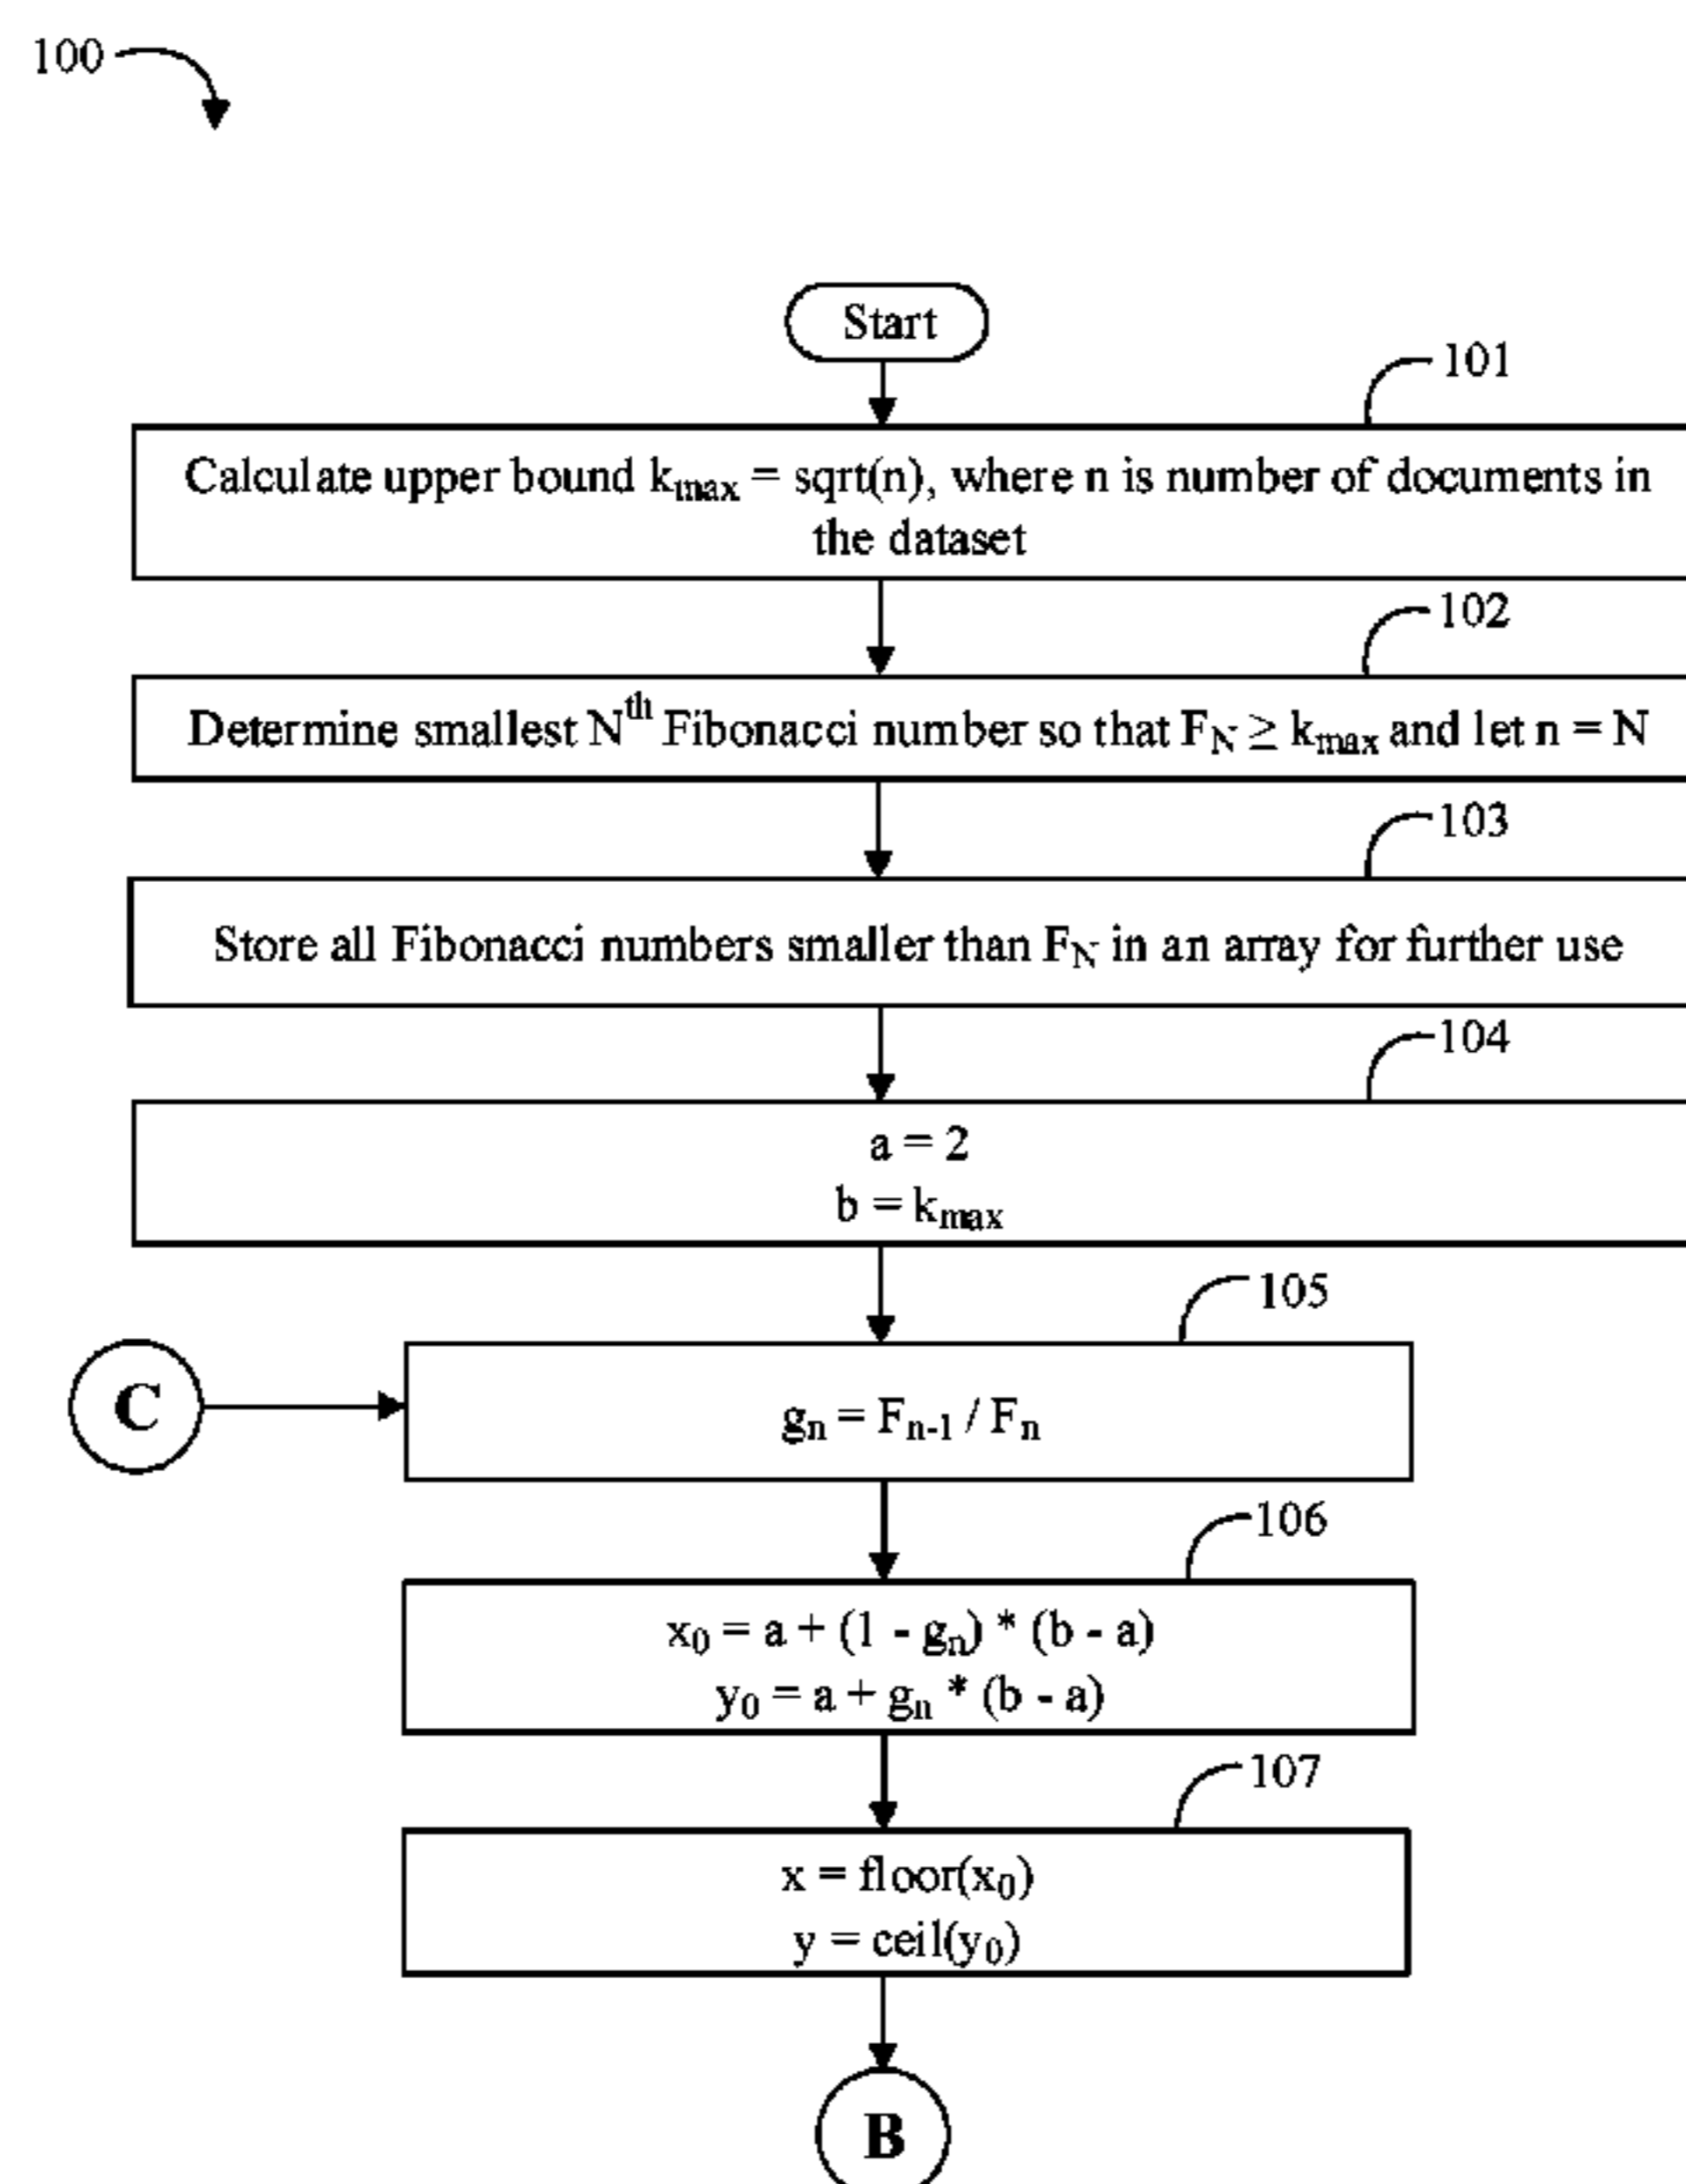 100
Start
101
Calculate upper bound kmax = sqrt(n), where n is number of documents in
the dataset
102
Determine smallest Nth Fibonacci number so that FN ≥ kmax and let n = N
103
Store all Fibonacci numbers smaller than FN in an array for further use
104
a = 2
b = kmax
105
C
gn = Fn-1 / Fn
106
x0 = a + (1 - gn) * (b - a)
y0 = a + gn * (b - a)
107
x = floor(x0)
y = ceil(y0)
B